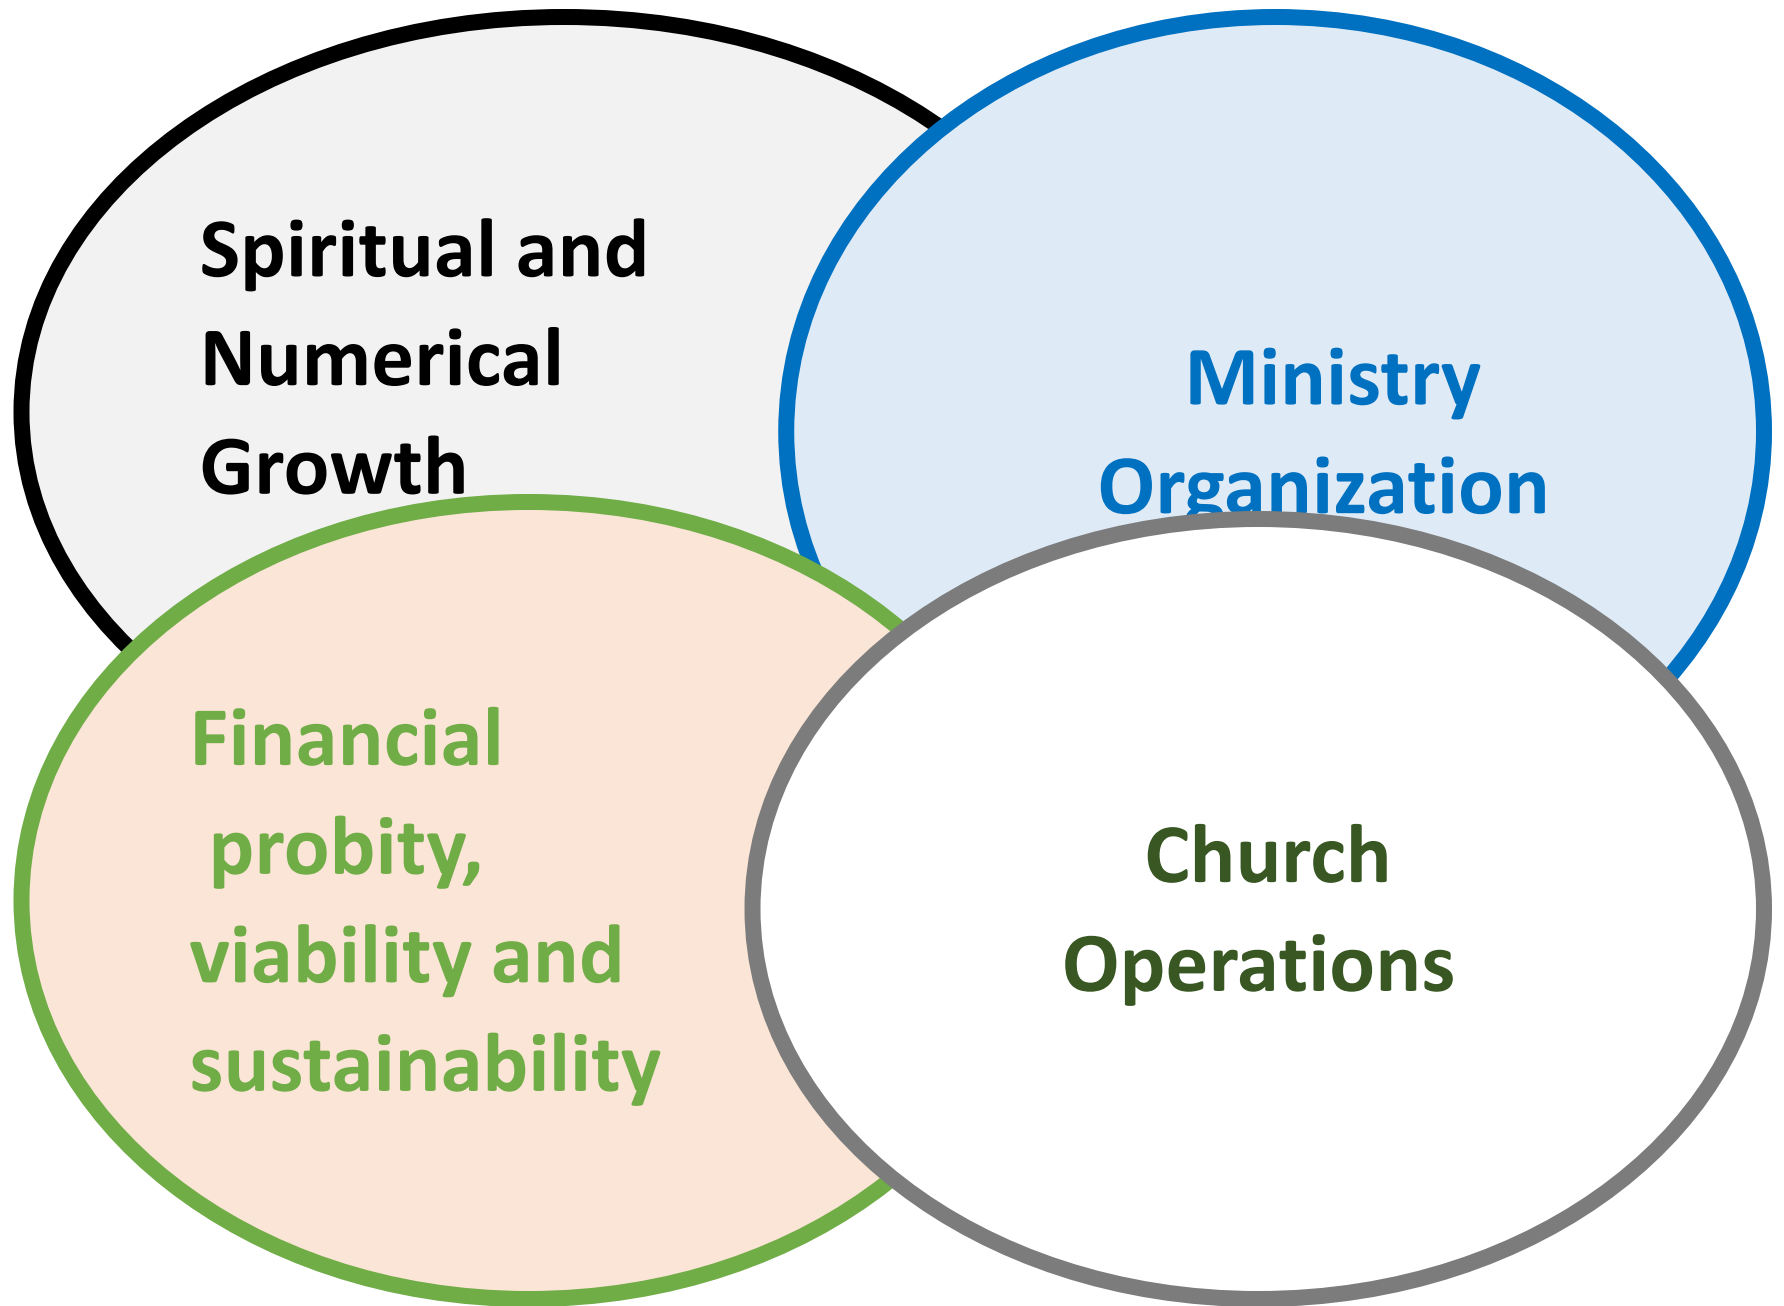 Spiritual and
Numerical
Growth
Ministry
Organization
Financial
probity,
viability and
sustainability
Church
Operations